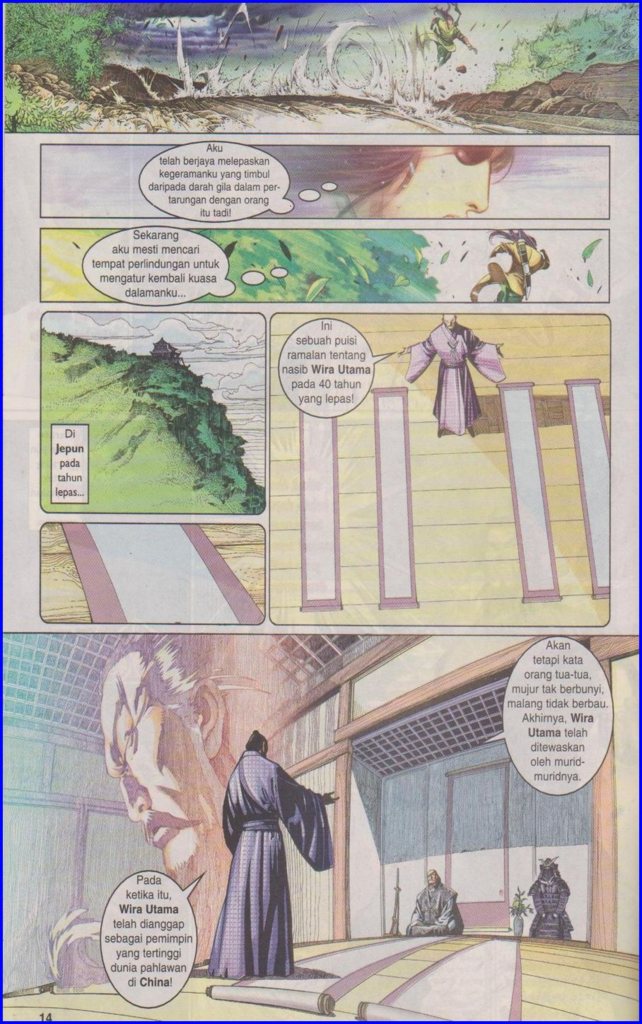 Aku
telah berjaya melepaskan
kegeramanku yang timbul
daripada darah gila dalam per-
tarungan dengan orang
itu tadi!
Sekarang
aku mesti mencari
tempat perlindungan untuk
mengatur kembali kuasa
dalamanku...
Di
Jepun
pada
tahun
lepas...
Ini
sebuah puisi
ramalan tentang
nasib Wira Utama
pada 40 tahun
yang lepas!
Akan
tetapi kata
orang tua-tua,
mujur tak berbunyi,
malang tidak berbau.
Akhirnya, Wira
Utama telah
ditewaskan
oleh murid-
muridnya.
Pada
ketika itu,
Wira Utama
telah dianggap
sebagai pemimpin
yang tertinggi
dunia pahlawan
di China!
14